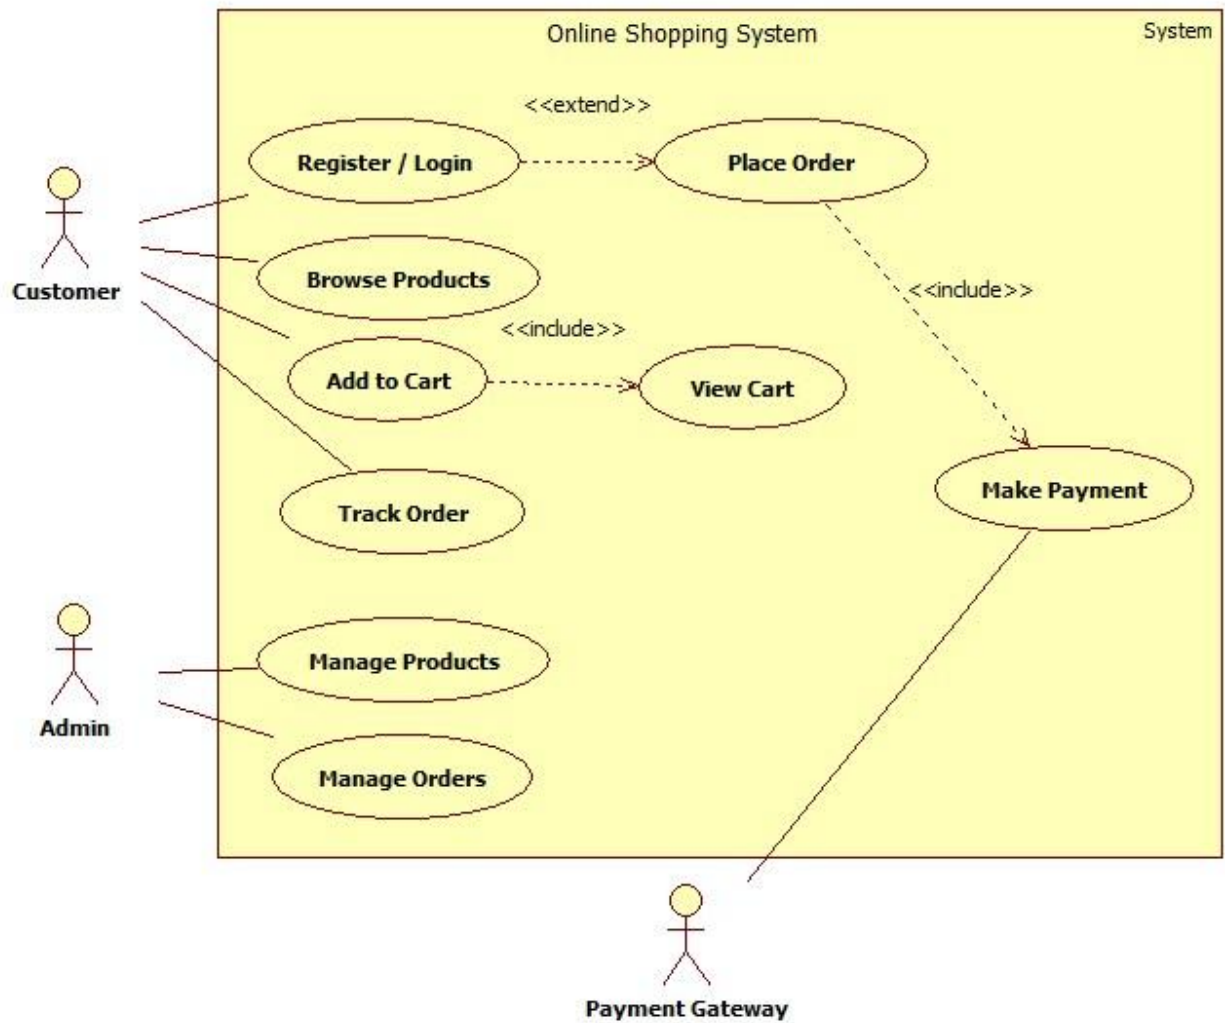 Online Shopping System
System
<<extend>>
Register / Login
Place Order
Customer
Browse Products
<<include>>
<<include>>
Add to Cart
View Cart
Track Order
Make Payment
Admin
Manage Products
Manage Orders
Payment Gateway